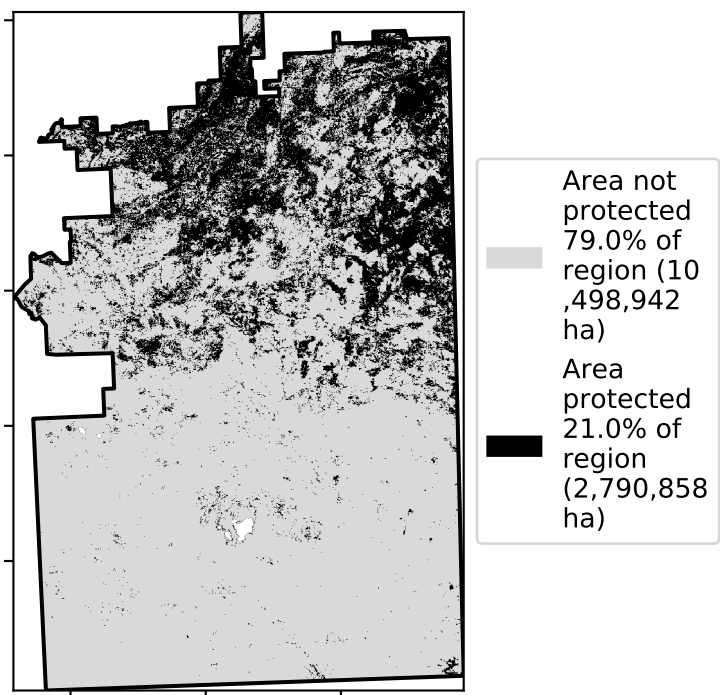 Area not
protected
79.0% of
region (10
,498,942
ha)
Area
protected
21.0% of
region
(2,790,858
ha)